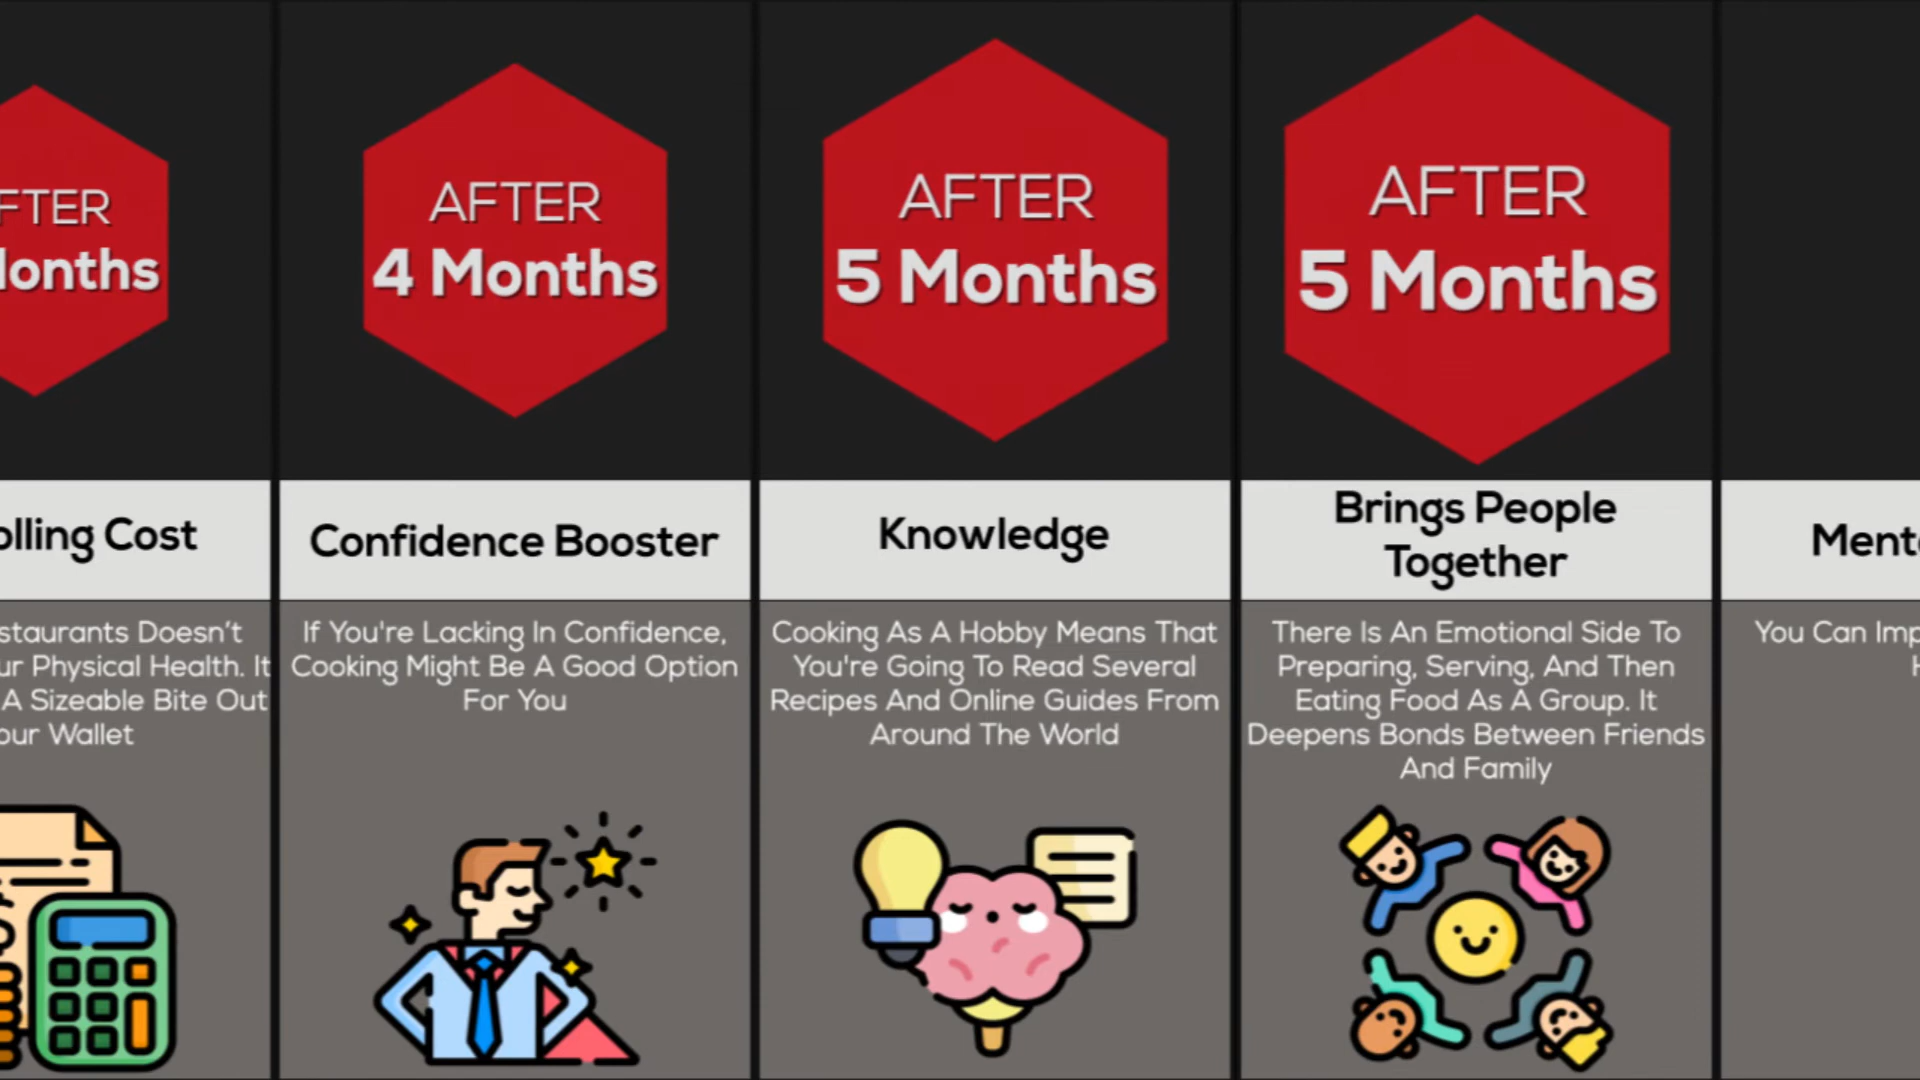 FTER
onths
olling Cost
staurants Doesn't
ur Physical Health. It
A Sizeable Bite Out
our Wallet
AFTER
4 Months
Confidence Booster
If You're Lacking In Confidence,
Cooking Might Be A Good Option
For You
AFTER
5 Months
Knowledge
Cooking As A Hobby Means That
You're Going To Read Several
Recipes And Online Guides From
Around The World
AFTER
5 Months
Brings People
Together
There Is An Emotional Side To
Preparing, Serving, And Then
Eating Food As A Group. It
Deepens Bonds Between Friends
And Family
Ment
You Can Imp
H